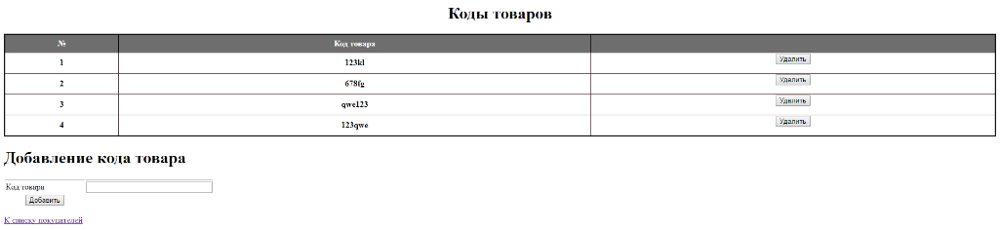 Коды товаров
№ Код товара
1 123kl Удалить
2 678fg Удалить
3 qwe123 Удалить
4 123qwe Удалить
Добавление кода товара
Код товара
Добавить
К списку покупателей